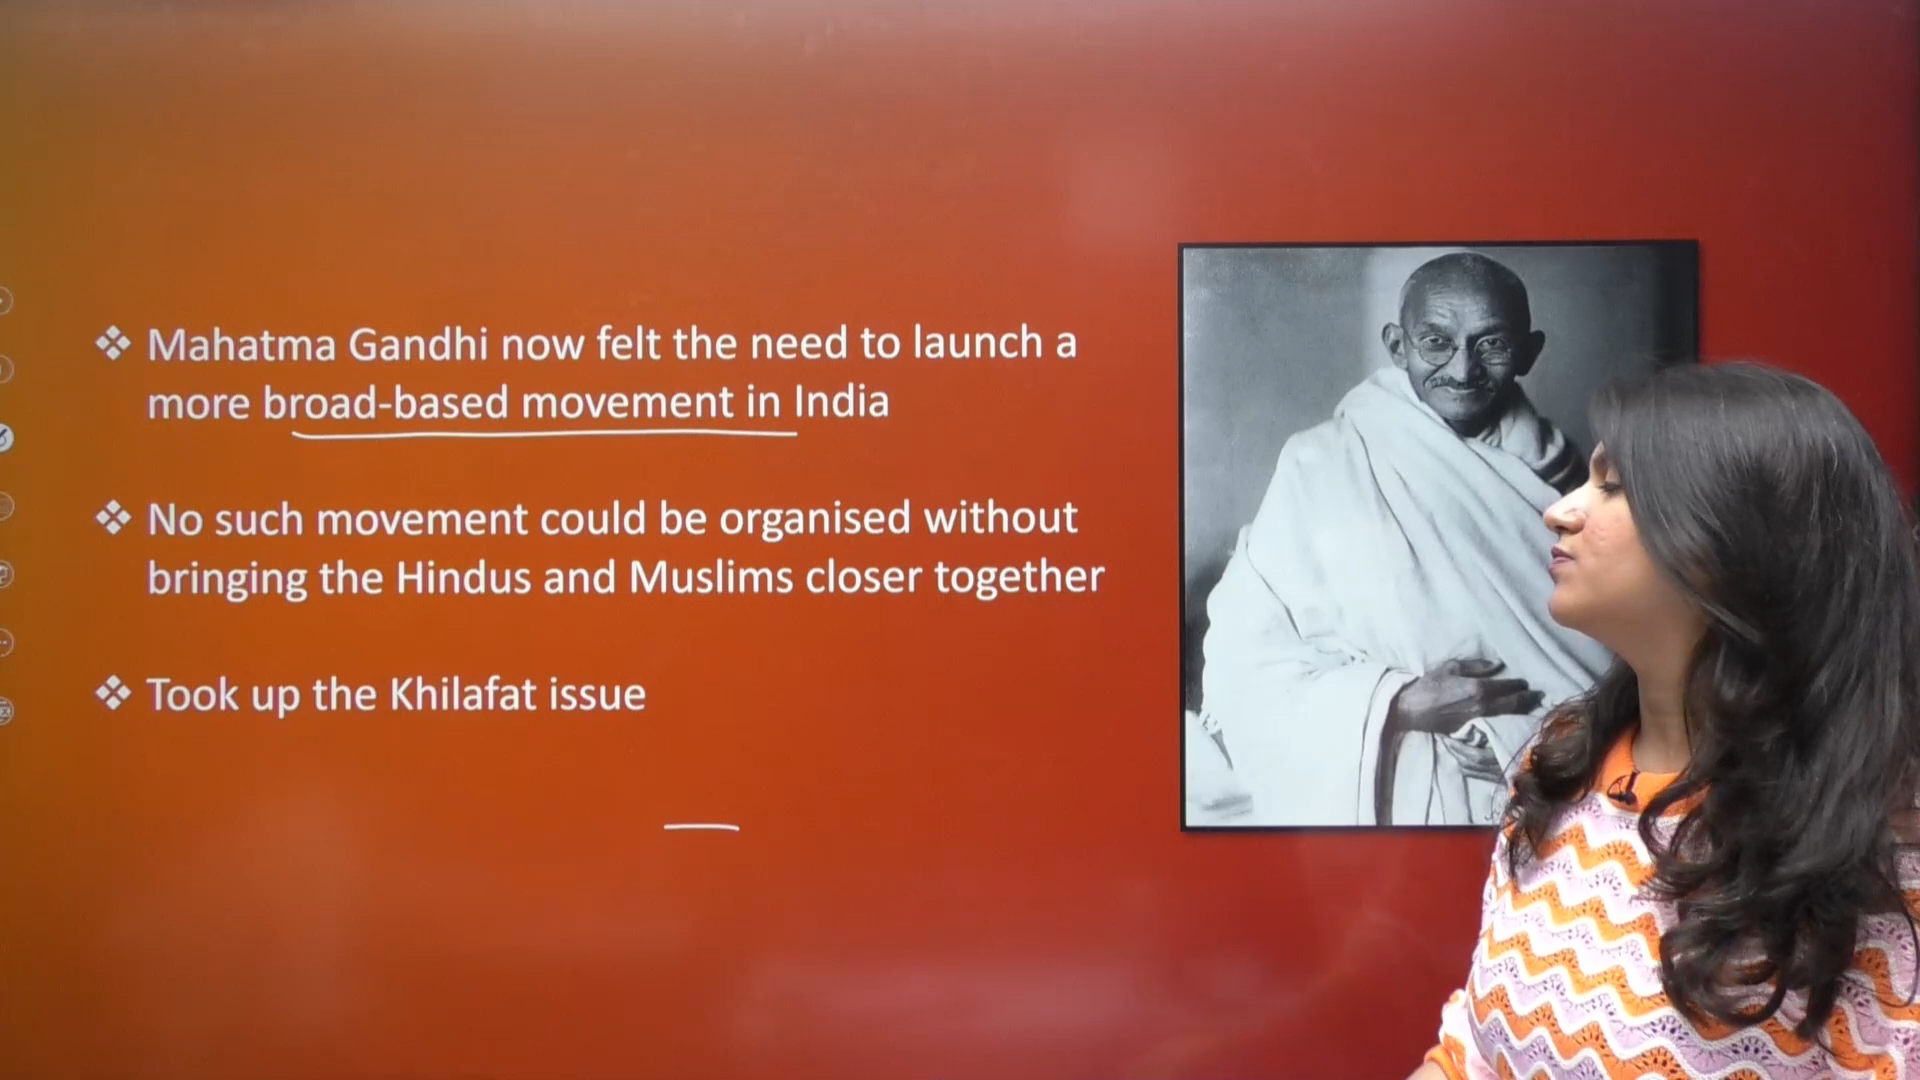 Mahatma Gandhi now felt the need to launch a
more broad-based movement in India
No such movement could be organised without
bringing the Hindus and Muslims closer together
Took up the Khilafat issue